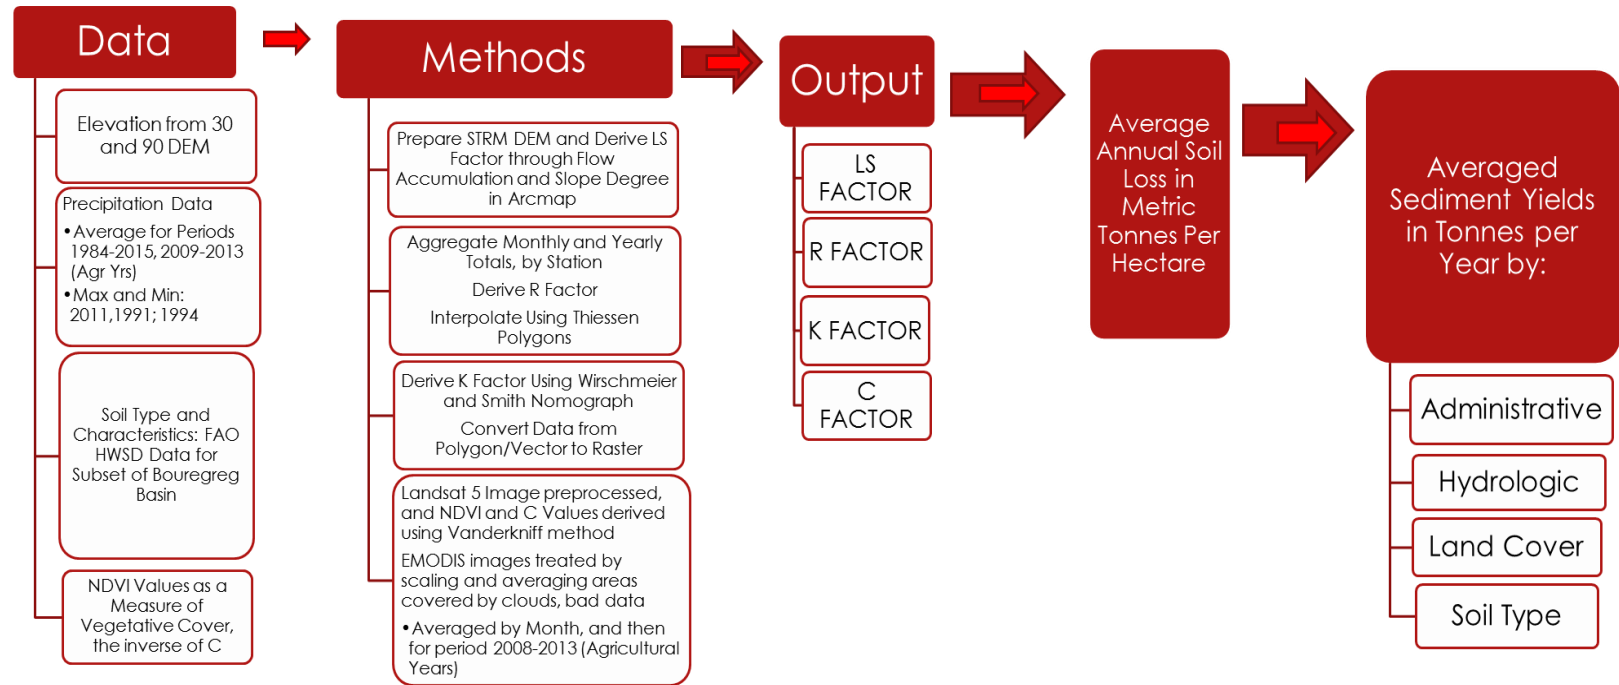 Data
Elevation from 30
and 90 DEM
Precipitation Data
•Average for Periods
1984-2015, 2009-2013
(Agr Yrs)
•Max and Min:
2011,1991; 1994
Soil Type and
Characteristics: FAO
HWSD Data for
Subset of Bouregreg
Basin
NDVI Values as a
Measure of
Vegetative Cover,
the inverse of C
Methods
Prepare STRM DEM and Derive LS
Factor through Flow
Accumulation and Slope Degree
in Arcmap
Aggregate Monthly and Yearly
Totals, by Station
Derive R Factor
Interpolate Using Thiessen
Polygons
Derive K Factor Using Wirschmeier
and Smith Nomograph
Convert Data from
Polygon/Vector to Raster
Landsat 5 Image preprocessed,
and NDVI and C Values derived
using Vanderkniff method
EMODIS images treated by
scaling and averaging areas
covered by clouds, bad data
•Averaged by Month, and then
for period 2008-2013 (Agricultural
Years)
Output
LS
FACTOR
R FACTOR
K FACTOR
C
FACTOR
Average
Annual Soil
Loss in
Metric
Tonnes Per
Hectare
Averaged
Sediment Yields
in Tonnes per
Year by:
Administrative
Hydrologic
Land Cover
Soil Type